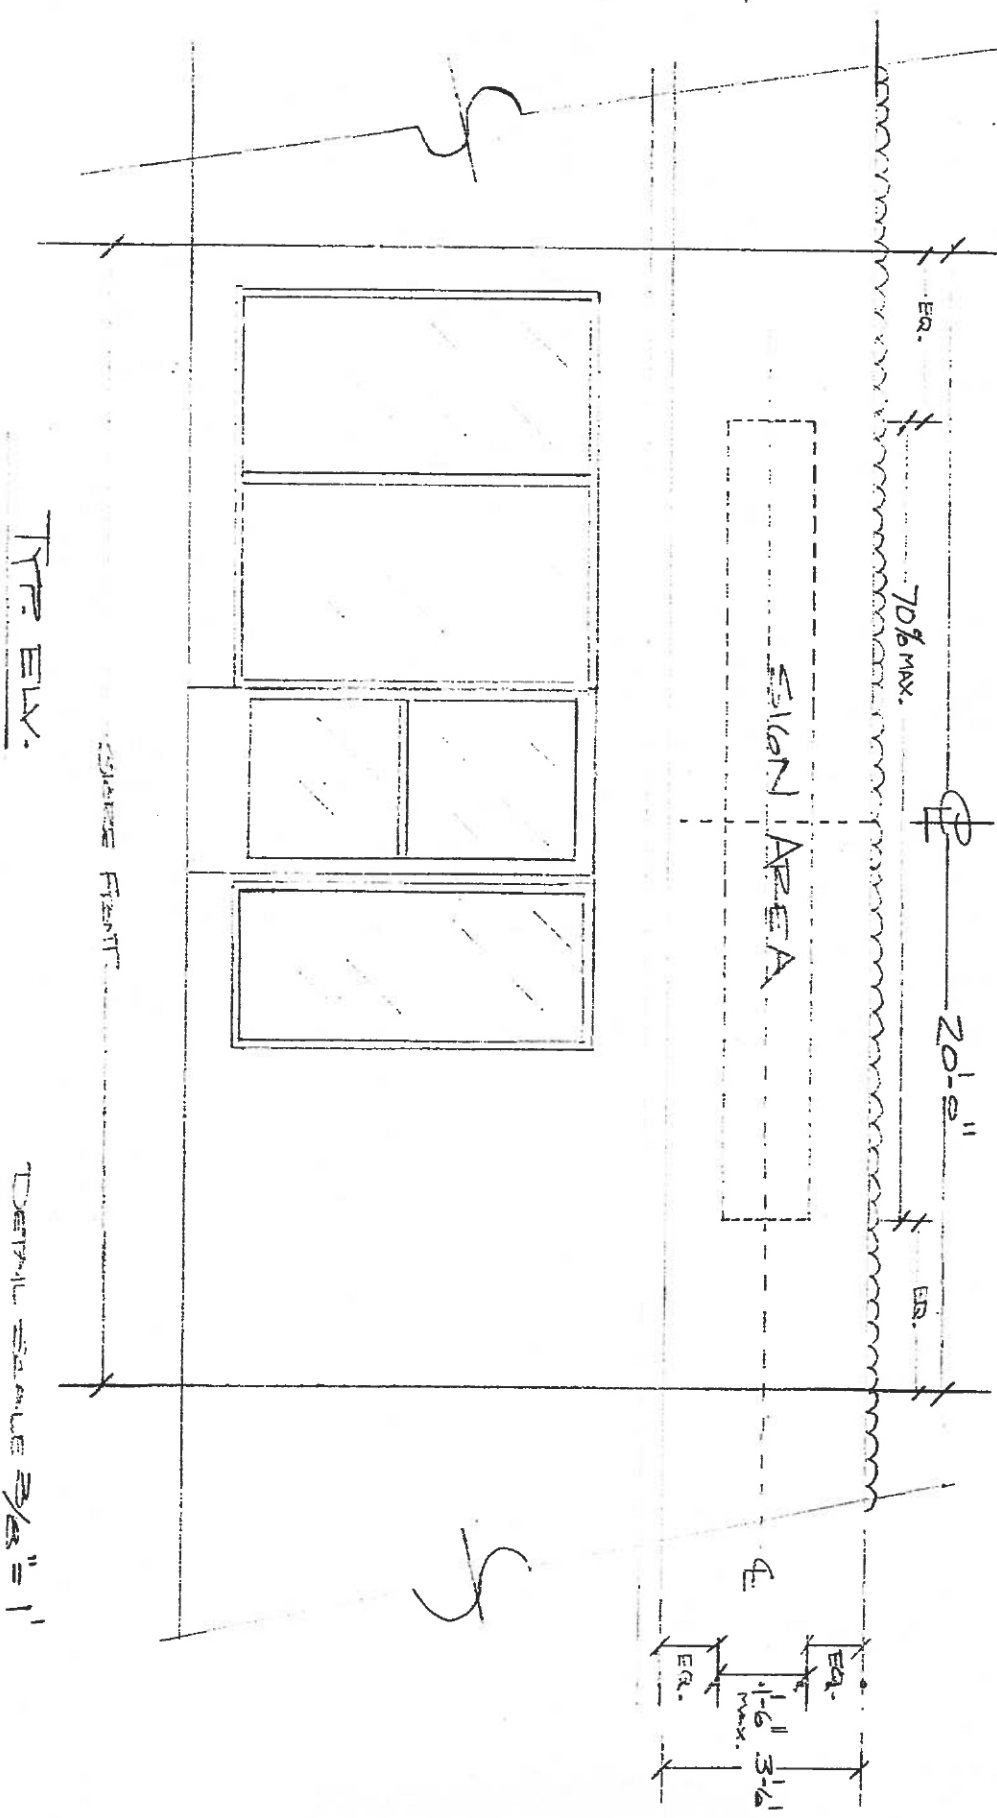 20'-0"
EQ.
70% MAX.
EQ.
SIGN AREA
EQ.
1'-6"
MAX.
EQ.
3'-6"
STORE FRONT
TYP. ELV.
DETAIL SCALE 3/8" = 1'